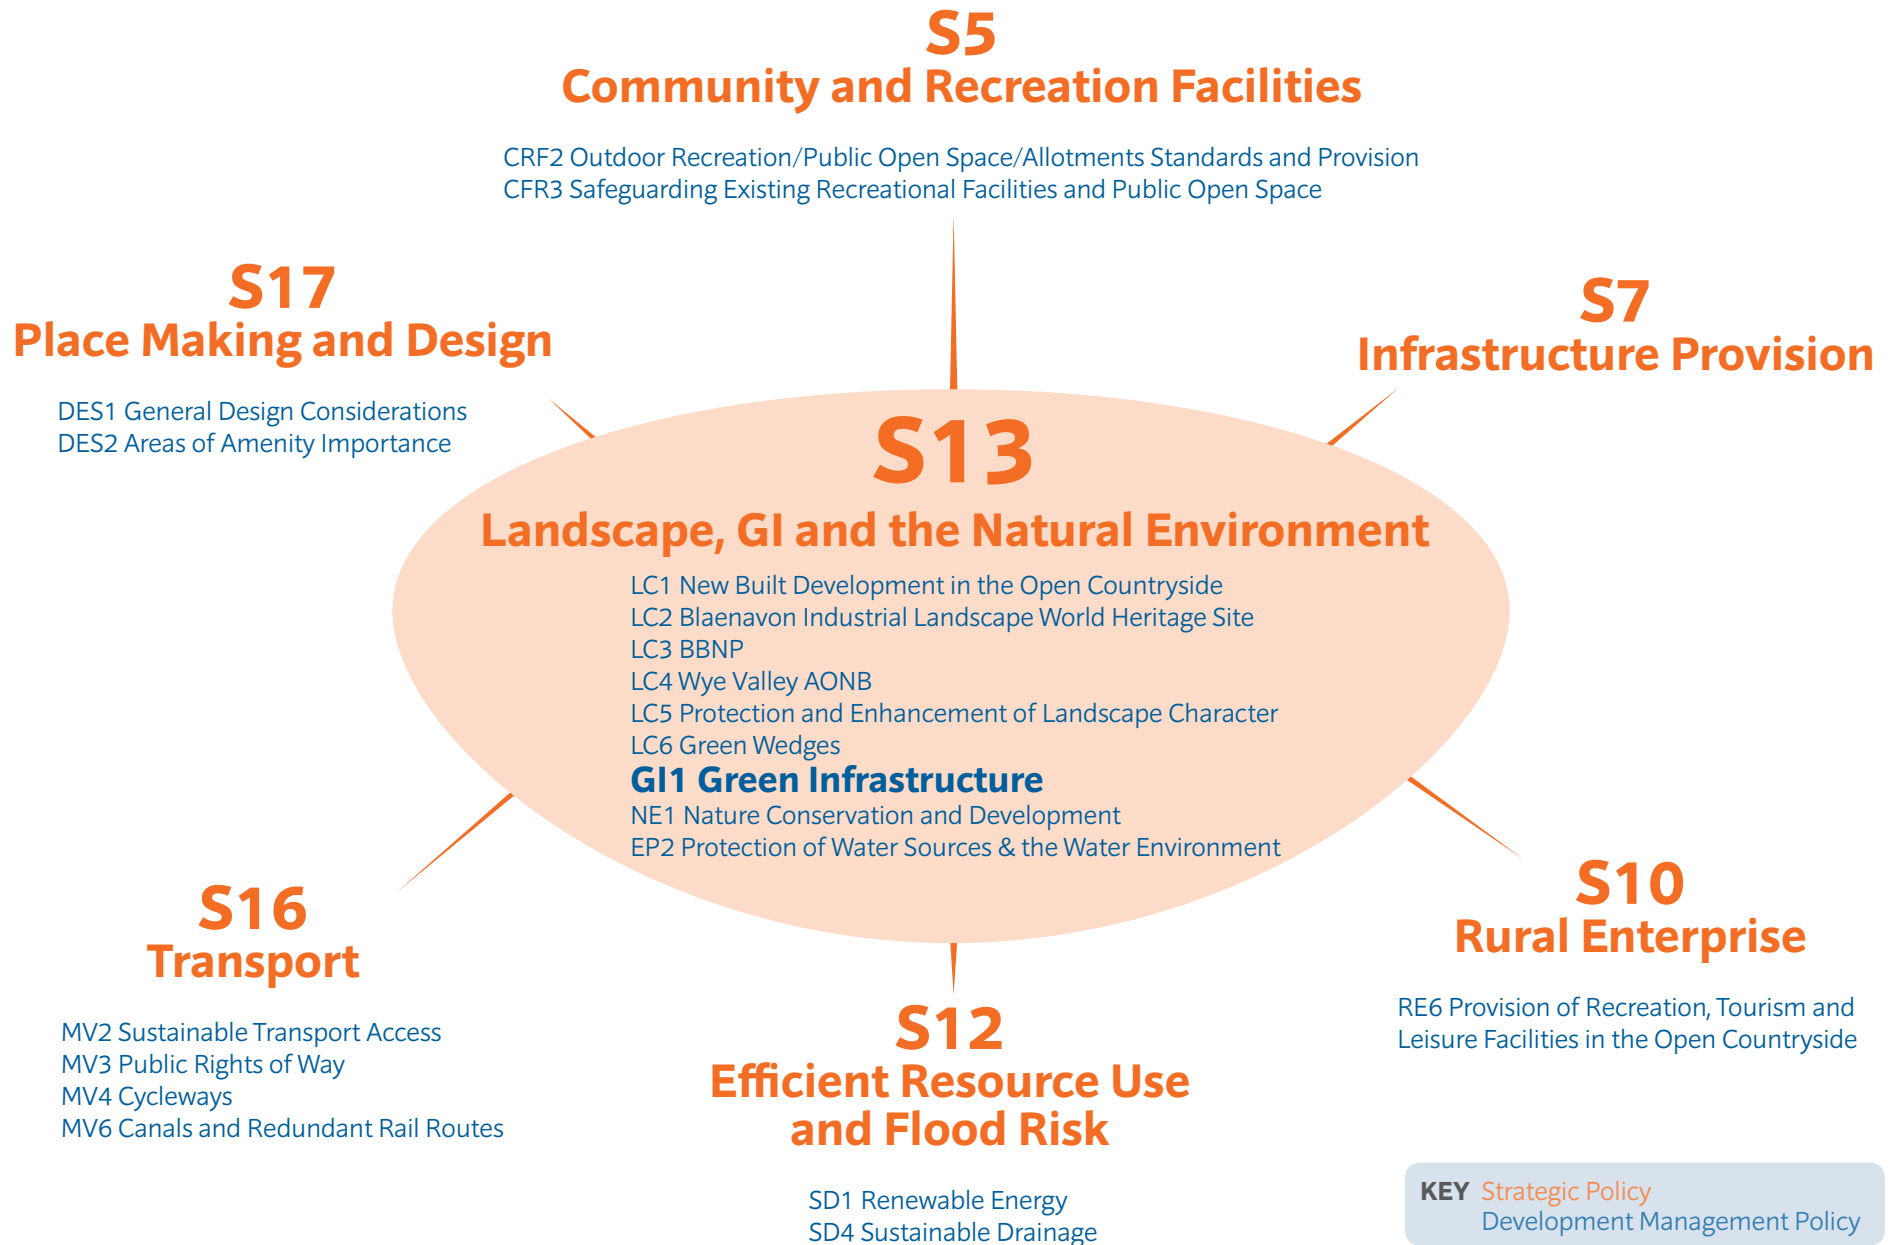 S5
Community and Recreation Facilities
CRF2 Outdoor Recreation/Public Open Space/Allotments Standards and Provision
CFR3 Safeguarding Existing Recreational Facilities and Public Open Space
S17
Place Making and Design
DES1 General Design Considerations
DES2 Areas of Amenity Importance
S7
Infrastructure Provision
S13
Landscape, GI and the Natural Environment
LC1 New Built Development in the Open Countryside
LC2 Blaenavon Industrial Landscape World Heritage Site
LC3 BBNP
LC4 Wye Valley AONB
LC5 Protection and Enhancement of Landscape Character
LC6 Green Wedges
GI1 Green Infrastructure
NE1 Nature Conservation and Development
EP2 Protection of Water Sources & the Water Environment
S16
Transport
MV2 Sustainable Transport Access
MV3 Public Rights of Way
MV4 Cycleways
MV6 Canals and Redundant Rail Routes
S12
Efficient Resource Use
and Flood Risk
SD1 Renewable Energy
SD4 Sustainable Drainage
S10
Rural Enterprise
RE6 Provision of Recreation, Tourism and
Leisure Facilities in the Open Countryside
KEY Strategic Policy
Development Management Policy